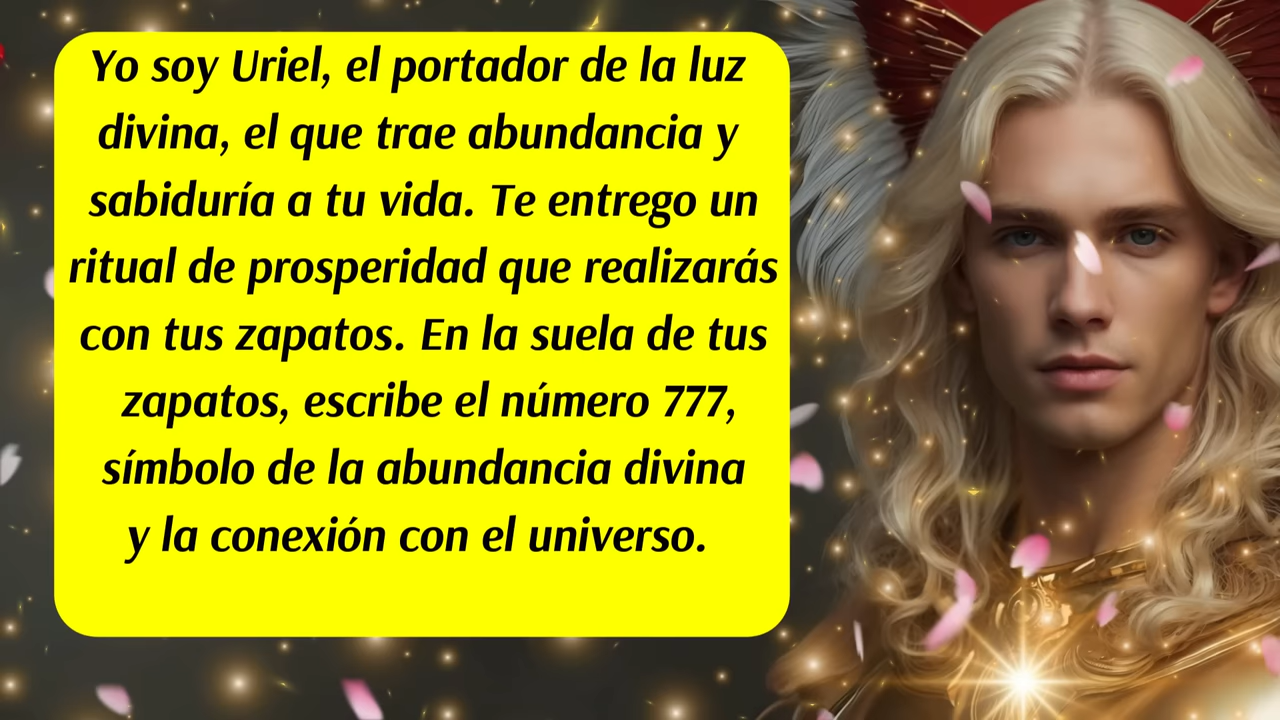 Yo soy Uriel, el portador de la luz
divina, el que trae abundancia y
sabiduría a tu vida. Te entrego un
ritual de prosperidad que realizarás
con tus zapatos. En la suela de tus
zapatos, escribe el número 777,
símbolo de la abundancia divina
y la conexión con el universo.